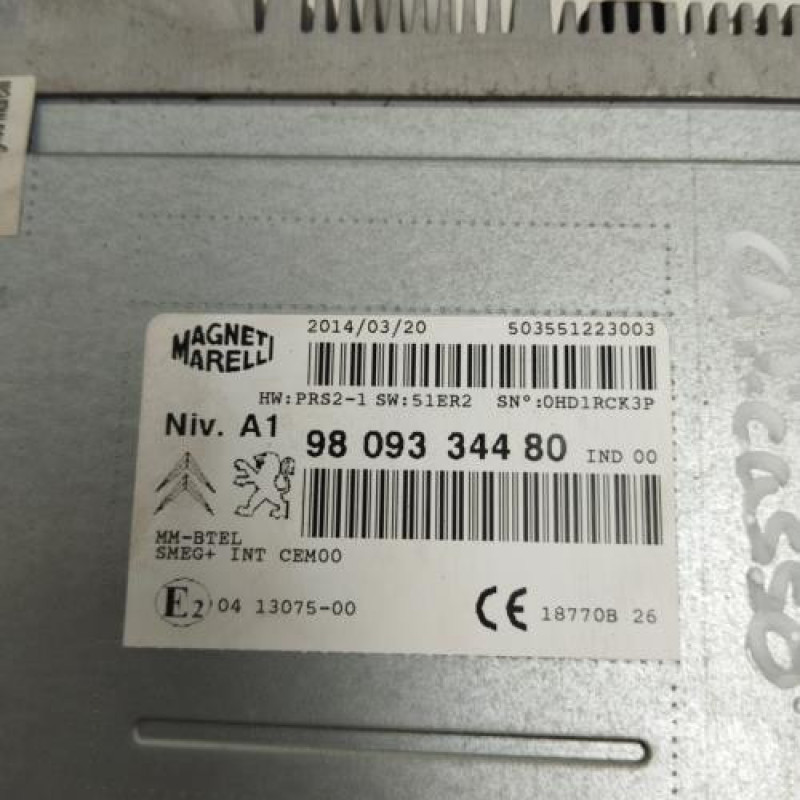 MAGNETI MARELLI
2014/03/20 503551223003
HW:PRS2-1 SW:51ER2 SN°:0HD1RCK3P
Niv. A1 98 093 344 80 IND 00
MM-BTEL
SMEG+ INT CEM00
E2 04 13075-00 CE 18770B 26